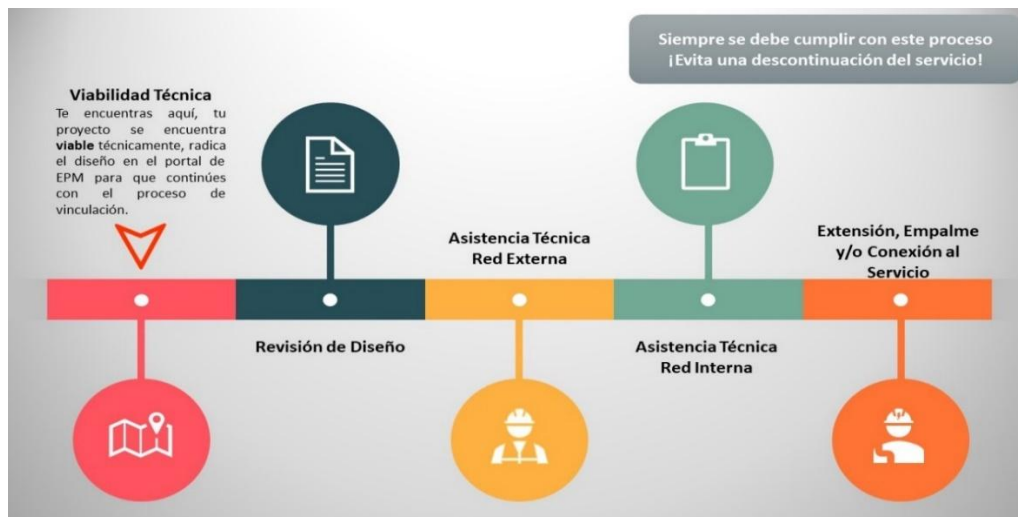 Siempre se debe cumplir con este proceso
¡Evita una descontinuación del servicio!
Viabilidad Técnica
Te encuentras aquí, tu
proyecto se encuentra
viable técnicamente, radica
el diseño en el portal de
EPM para que continúes
con el proceso de
vinculación.
Revisión de Diseño
Asistencia Técnica
Red Externa
Asistencia Técnica
Red Interna
Extensión, Empalme
y/o Conexión al
Servicio